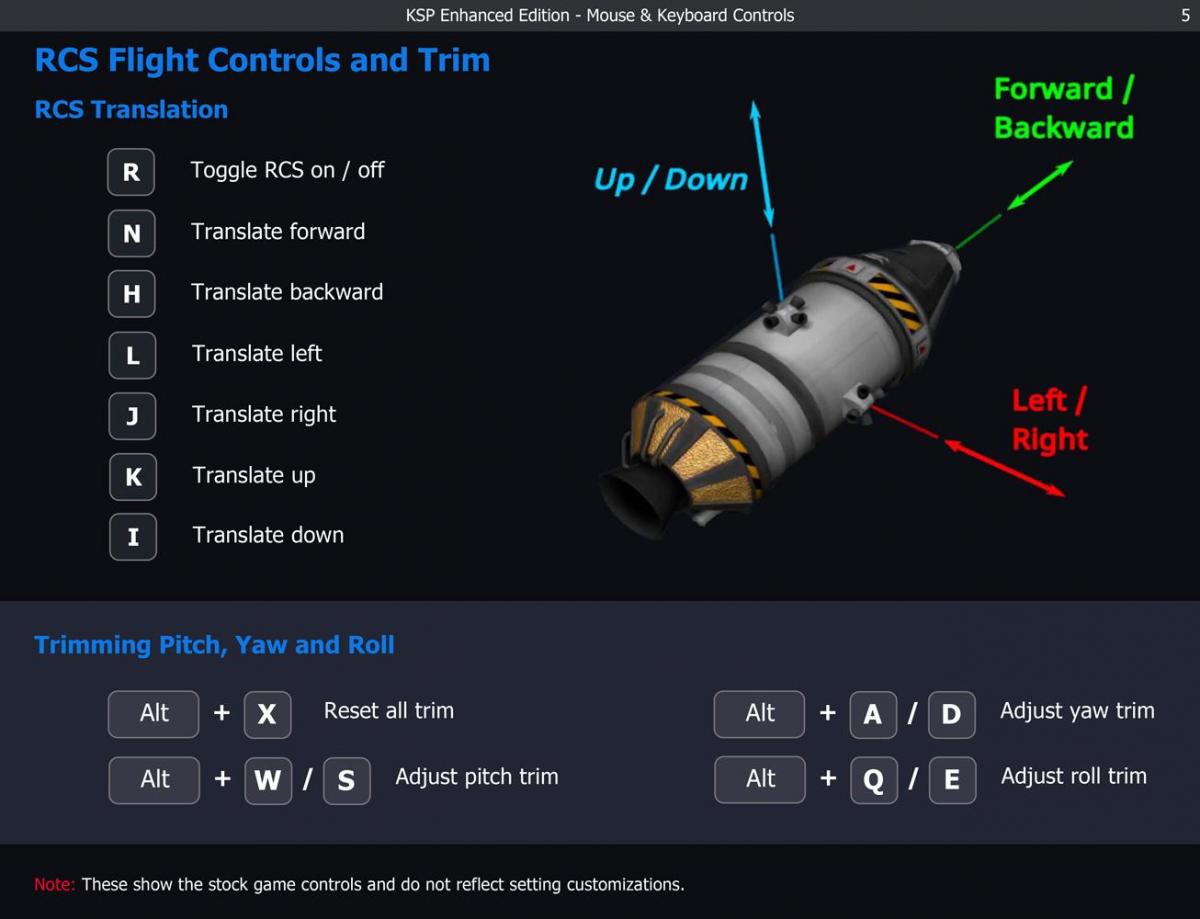 KSP Enhanced Edition - Mouse & Keyboard Controls
5
RCS Flight Controls and Trim
RCS Translation
R Toggle RCS on / off
N Translate forward
H Translate backward
L Translate left
J Translate right
K Translate up
I Translate down
Forward /
Backward
Up / Down
Left /
Right
Trimming Pitch, Yaw and Roll
Alt + X Reset all trim
Alt + W / S Adjust pitch trim
Alt + A / D Adjust yaw trim
Alt + Q / E Adjust roll trim
Note: These show the stock game controls and do not reflect setting customizations.